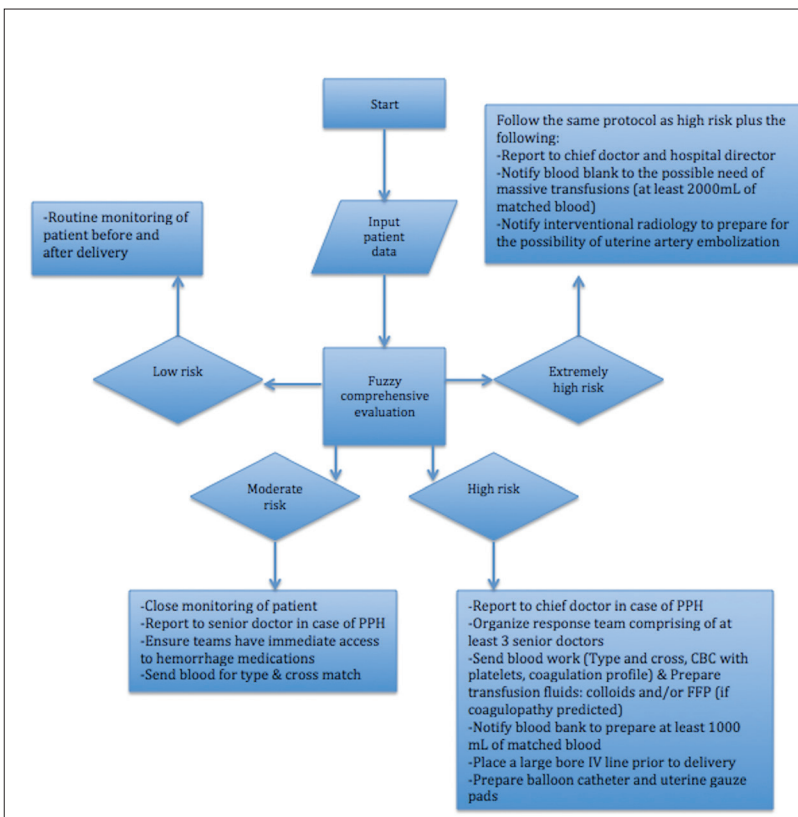 Start
Input
patient
data
Fuzzy
comprehensive
evaluation
Low risk
-Routine monitoring of
patient before and
after delivery
Moderate
risk
-Close monitoring of patient
-Report to senior doctor in case of PPH
-Ensure teams have immediate access
to hemorrhage medications
-Send blood for type & cross match
High risk
-Report to chief doctor in case of PPH
-Organize response team comprising of at
least 3 senior doctors
-Send blood work (Type and cross, CBC with
platelets, coagulation profile) & Prepare
transfusion fluids: colloids and/or FFP (if
coagulopathy predicted)
-Notify blood bank to prepare at least 1000
mL of matched blood
-Place a large bore IV line prior to delivery
-Prepare balloon catheter and uterine gauze
pads
Extremely
high risk
Follow the same protocol as high risk plus the
following:
-Report to chief doctor and hospital director
-Notify blood blank to the possible need of
massive transfusions (at least 2000mL of
matched blood)
-Notify interventional radiology to prepare for
the possibility of uterine artery embolization